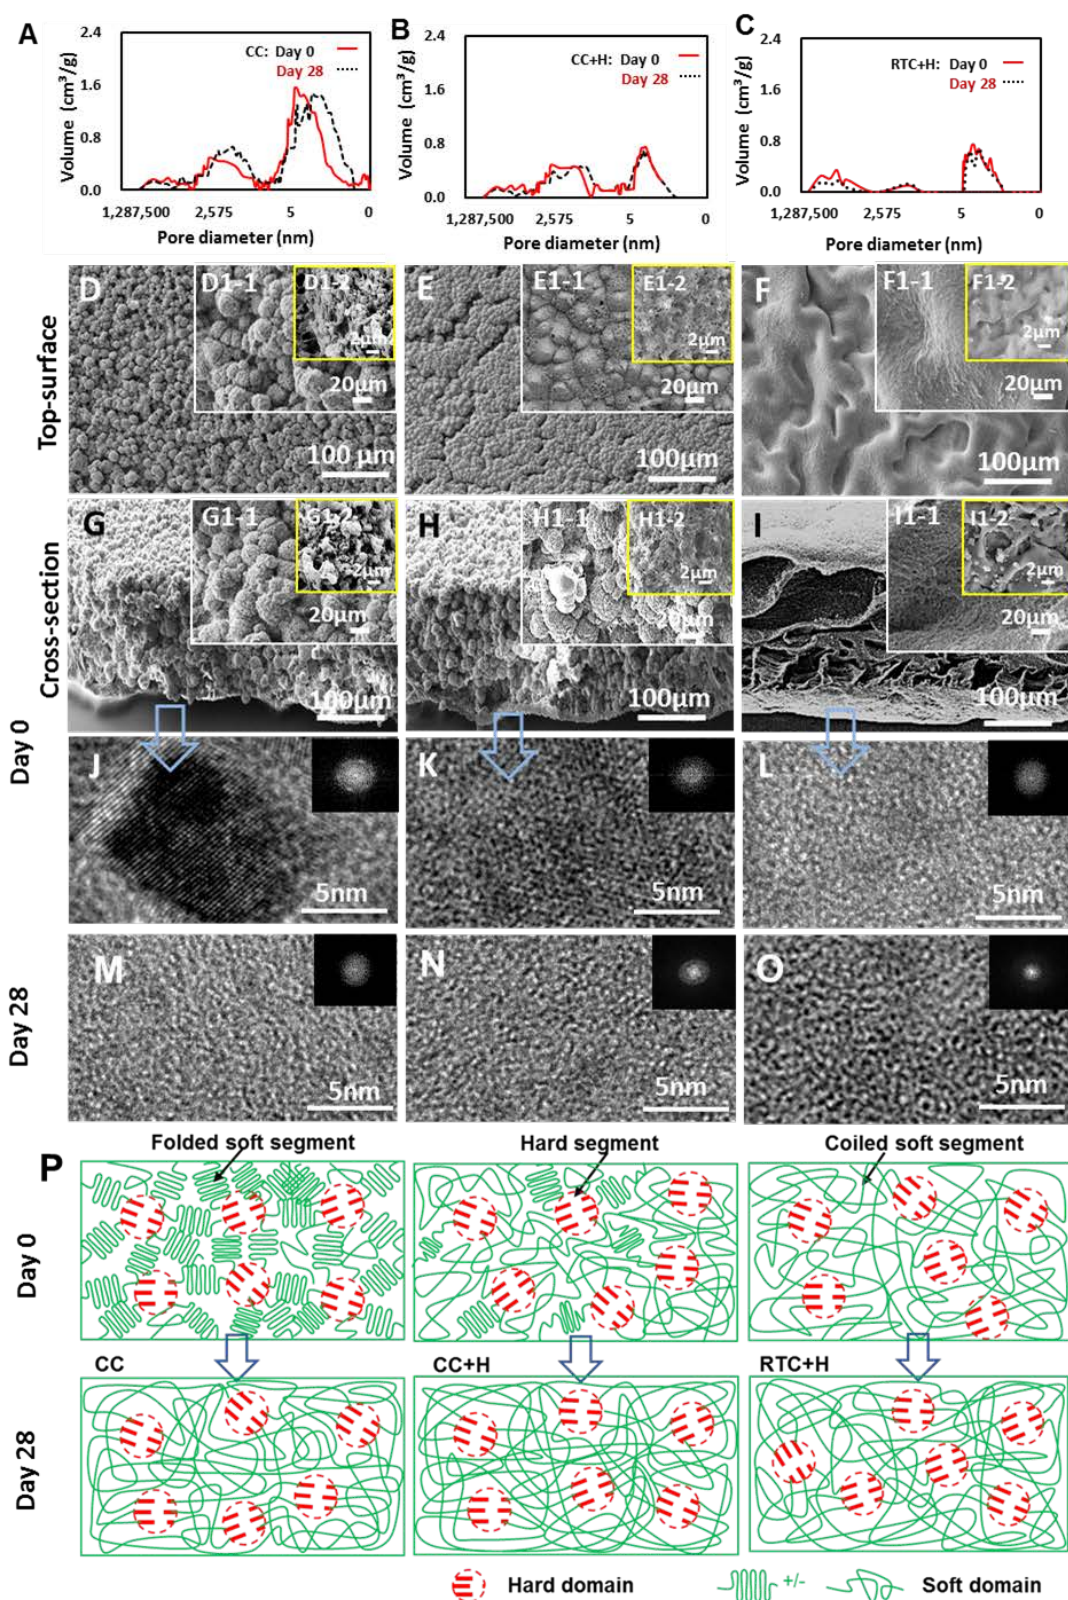 A
2.4
1.6
0.8
0.0
Volume (cm³/g)
CC: Day 0
Day 28
1,287,500 2,575 5 0
Pore diameter (nm)
B
2.4
1.6
0.8
0.0
CC+H: Day 0
Day 28
1,287,500 2,575 5 0
Pore diameter (nm)
C
2.4
1.6
0.8
0.0
Volume (cm³/g)
RTC+H: Day 0
Day 28
1,287,500 2,575 5 0
Pore diameter (nm)
Top-surface
D
D1-1
D1-2
2µm
20µm
100 µm
E
E1-1
E1-2
2µm
20µm
100µm
F
F1-1
F1-2
2µm
20µm
100µm
Cross-section
G
G1-1
G1-2
2µm
20µm
100µm
H
H1-1
H1-2
2µm
20µm
100µm
I
I1-1
I1-2
2µm
20µm
100µm
Day 0
J
5nm
K
5nm
L
5nm
Day 28
M
5nm
N
5nm
O
5nm
P
Folded soft segment
Hard segment
Coiled soft segment
Day 0
CC
CC+H
RTC+H
Day 28
Hard domain
+/-
Soft domain